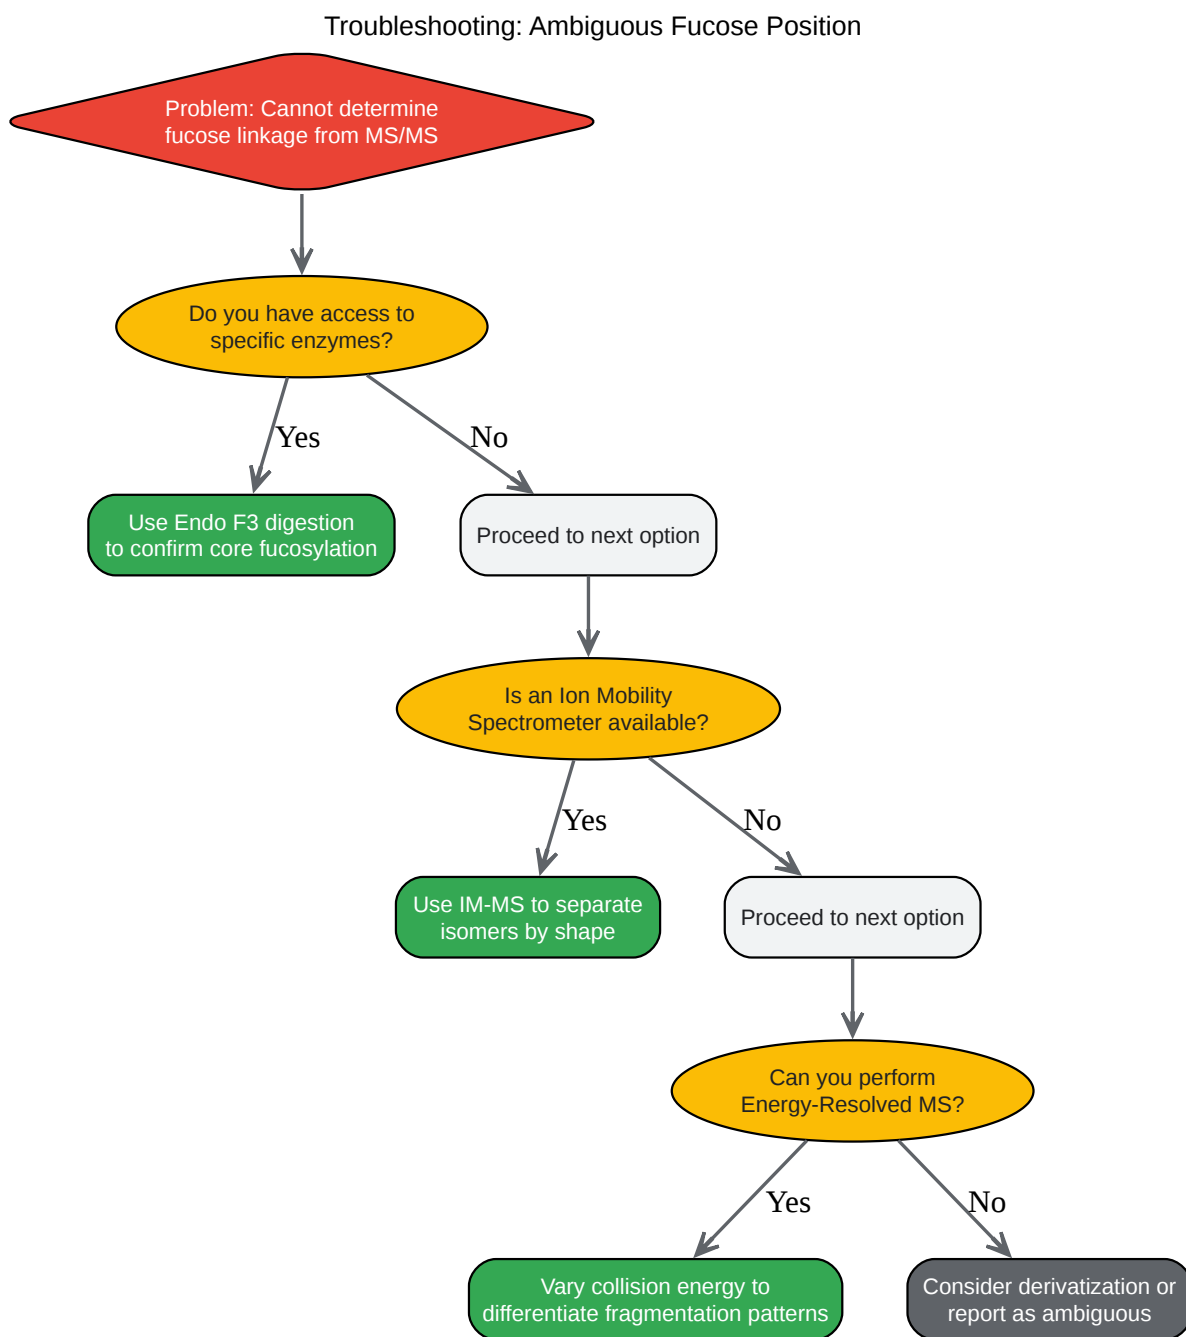 Troubleshooting: Ambiguous Fucose Position
Problem: Cannot determine
fucose linkage from MS/MS
Do you have access to
specific enzymes?
Yes
No
Use Endo F3 digestion
to confirm core fucosylation
Proceed to next option
Is an Ion Mobility
Spectrometer available?
Yes
No
Use IM-MS to separate
isomers by shape
Proceed to next option
Can you perform
Energy-Resolved MS?
Yes
No
Vary collision energy to
differentiate fragmentation patterns
Consider derivatization or
report as ambiguous